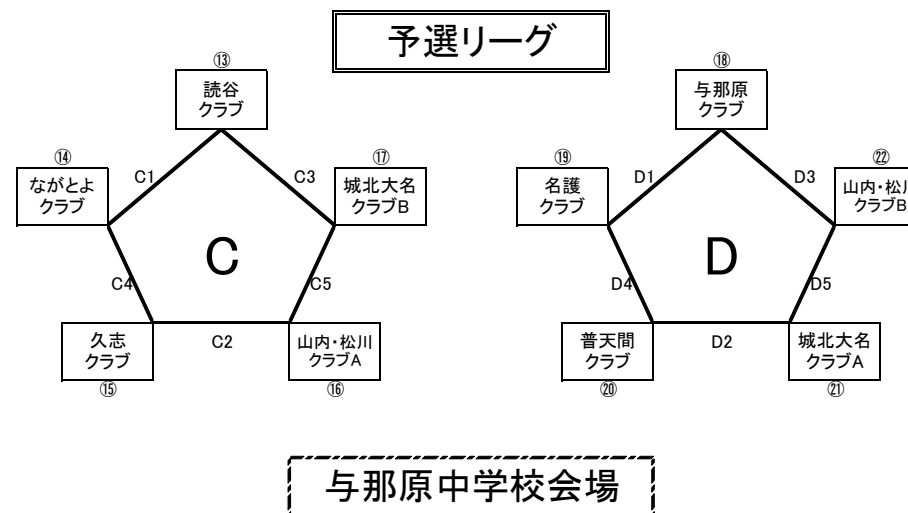 予選リーグ
⑬
読谷
クラブ
⑱
与那原
クラブ
⑭
ながとよ
クラブ
C1
C3
⑰
城北大名
クラブB
⑲
名護
クラブ
D1
D3
㉒
山内・松川
クラブB
C
D
C4
C5
D4
D5
久志
クラブ
⑮
C2
山内・松川
クラブA
⑯
普天間
クラブ
⑳
D2
城北大名
クラブA
㉑
与那原中学校会場